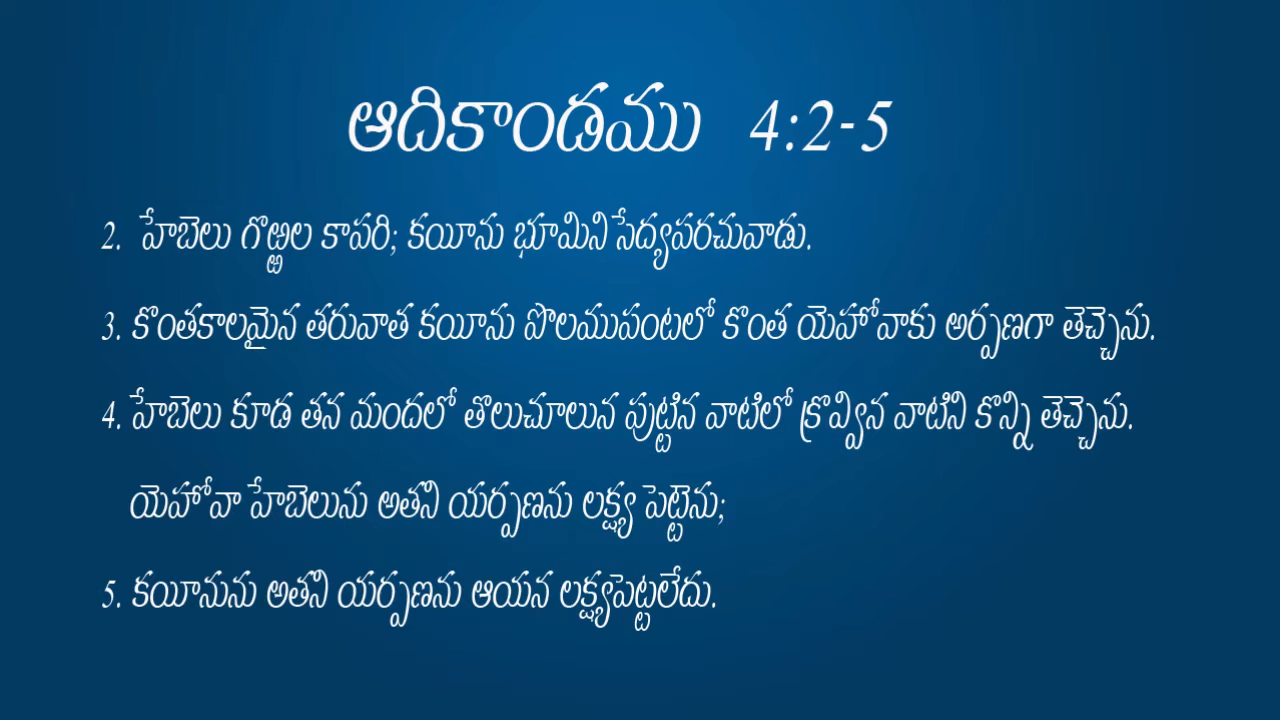 ఆదికాండము 4:2-5
2. హేబెలు గొఱ్ఱల కాపరి; కయీను భూమిని సేద్యపరచువాడు.
3. కొంతకాలమైన తరువాత కయీను పొలముపంటలో కొంత యెహోవాకు అర్పణగా తెచ్చెను.
4. హేబెలు కూడ తన మందలో తొలుచూలున పుట్టిన వాటిలో క్రొవ్విన వాటిని కొన్ని తెచ్చెను.
యెహోవా హేబెలును అతని యర్పణను లక్ష్య పెట్టెను;
5. కయీనును అతని యర్పణను ఆయన లక్ష్యపెట్టలేదు.